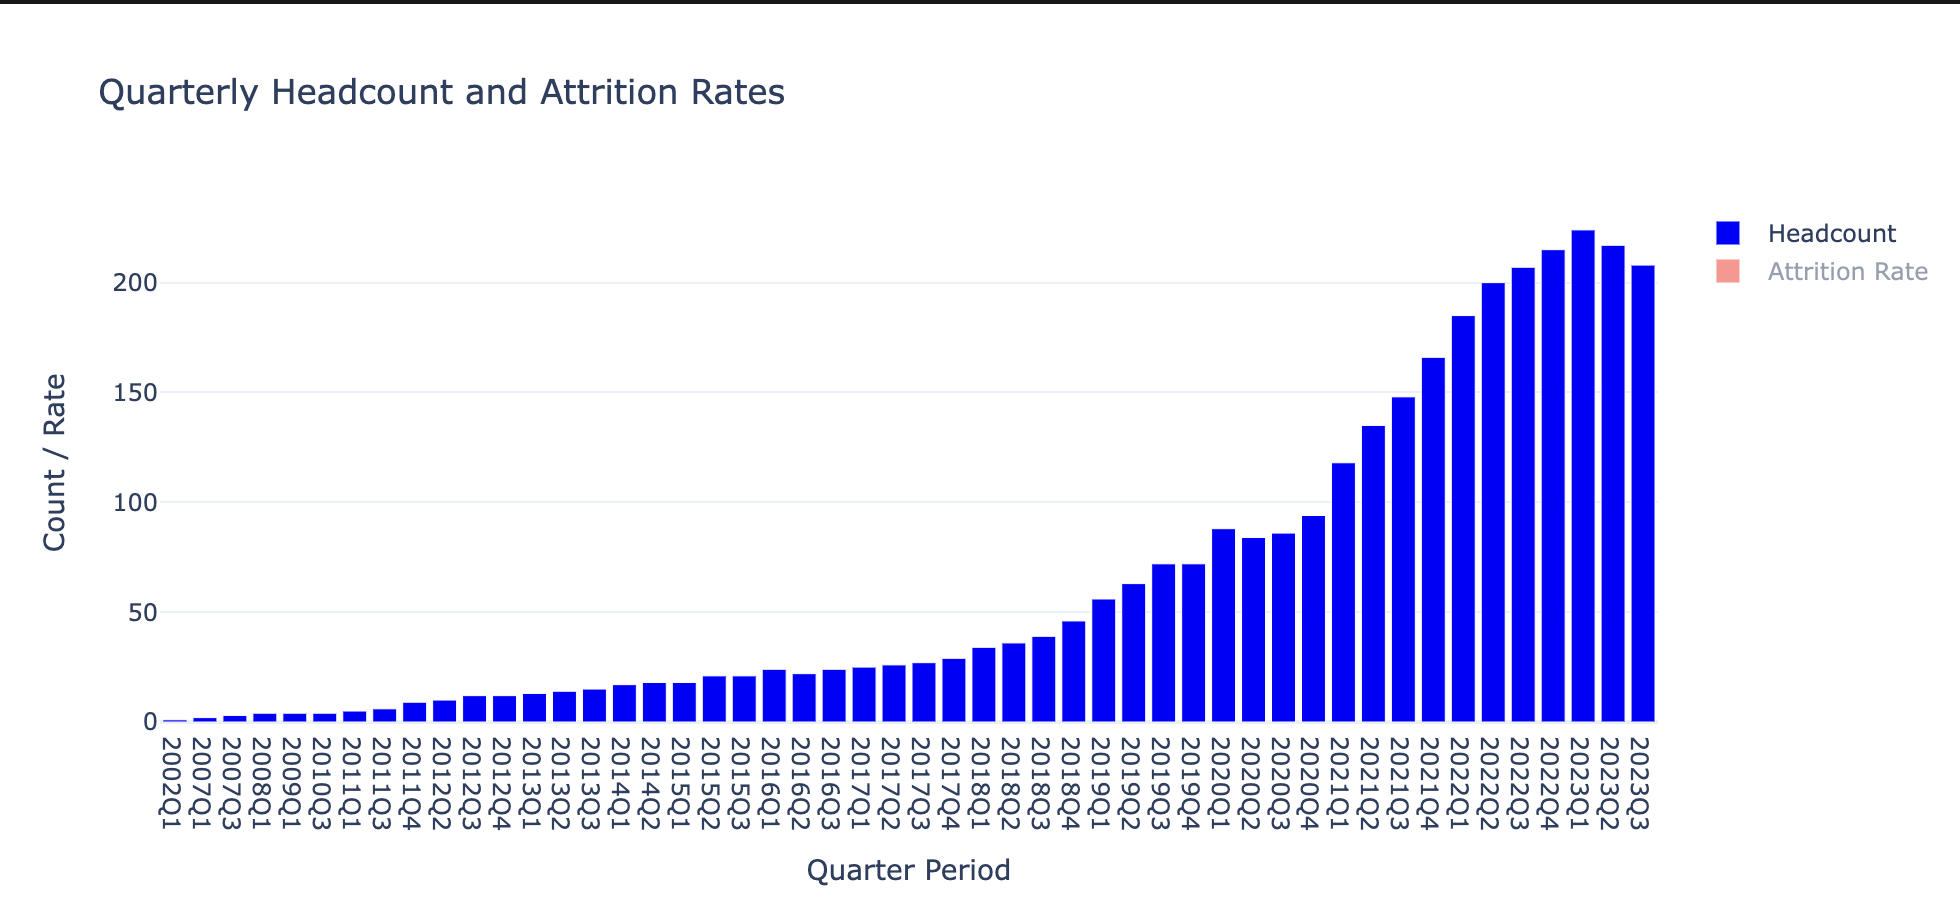 Quarterly Headcount and Attrition Rates
Headcount
Attrition Rate
Count / Rate
200
150
100
50
0
2002Q1
2007Q1
2007Q3
2008Q1
2009Q1
2010Q3
2011Q1
2011Q3
2011Q4
2012Q2
2012Q3
2012Q4
2013Q1
2013Q2
2013Q3
2014Q1
2014Q2
2015Q1
2015Q2
2015Q3
2016Q1
2016Q2
2016Q3
2017Q1
2017Q2
2017Q3
2017Q4
2018Q1
2018Q2
2018Q3
2018Q4
2019Q1
2019Q2
2019Q3
2019Q4
2020Q1
2020Q2
2020Q3
2020Q4
2021Q1
2021Q2
2021Q3
2021Q4
2022Q1
2022Q2
2022Q3
2022Q4
2023Q1
2023Q2
2023Q3
Quarter Period